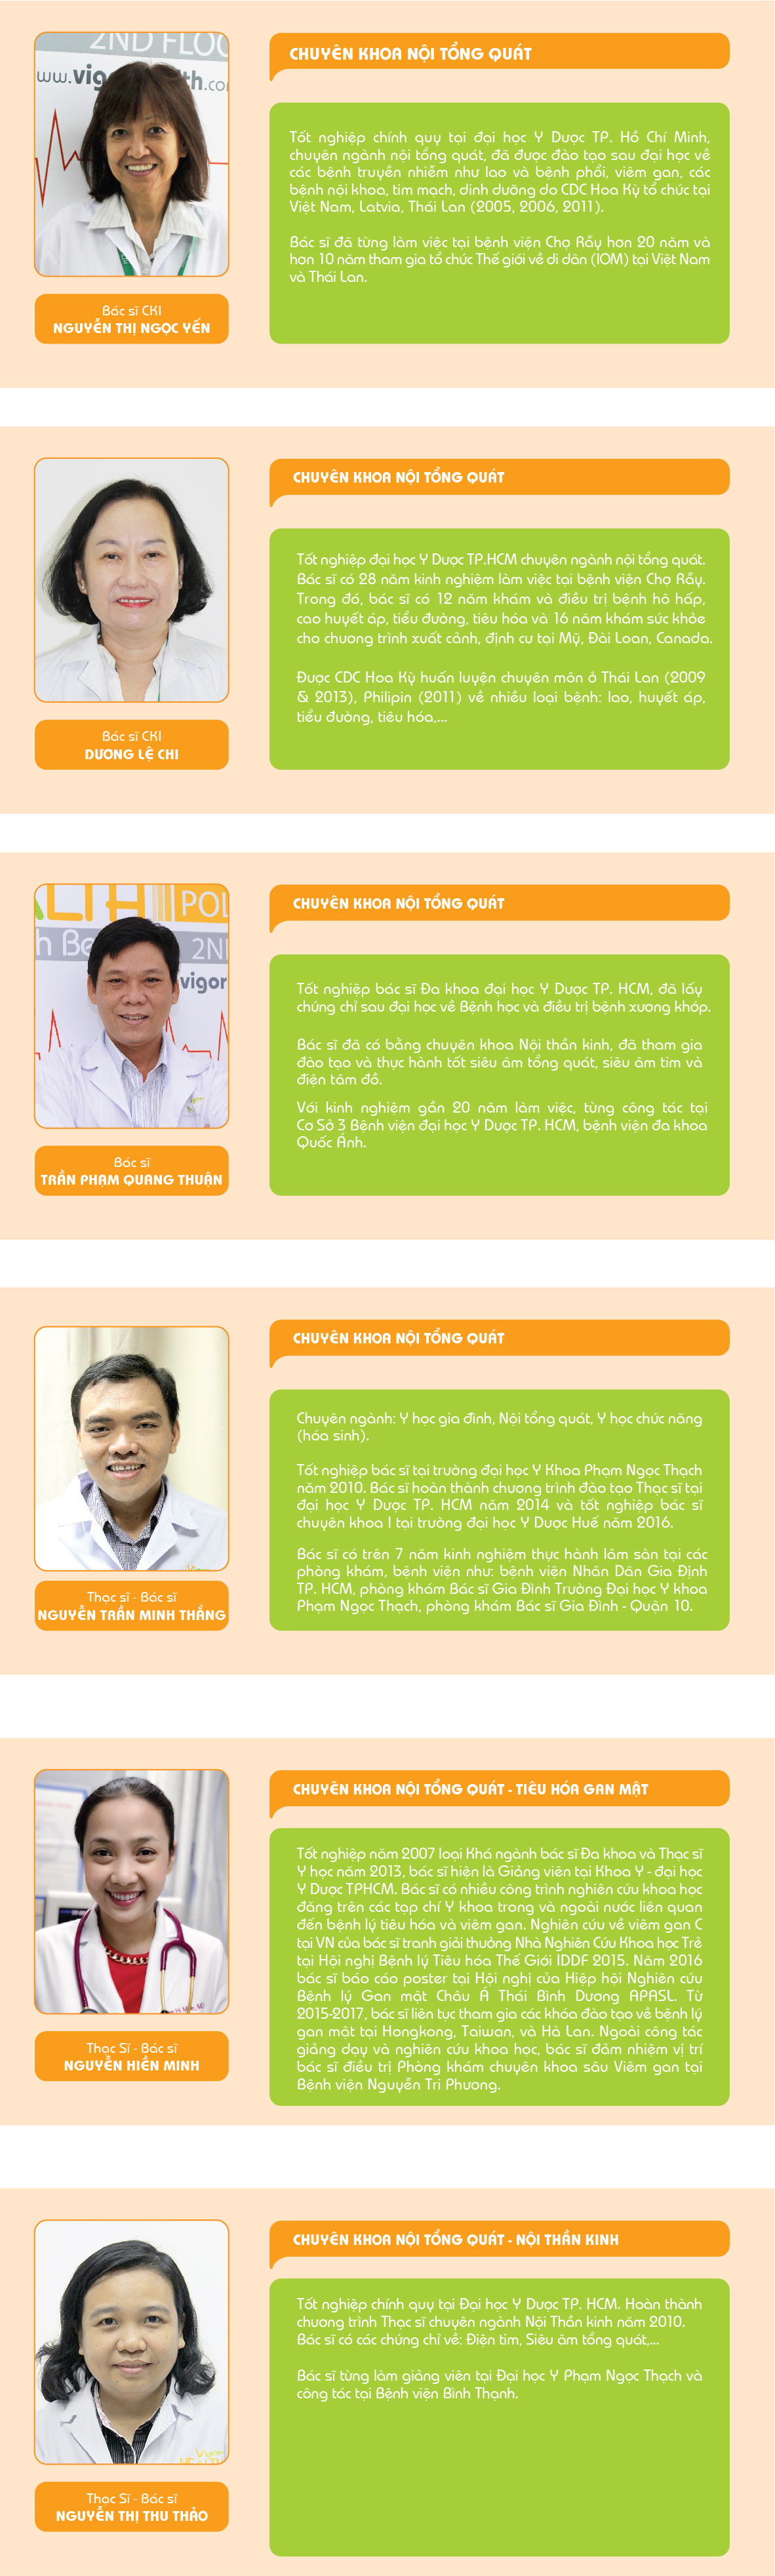 2ND FLOO
www.vig
th.co
CHUYÊN KHOA NỘI TỔNG QUÁT
Tốt nghiệp chính quy tại đại học Y Dược TP. Hồ Chí Minh,
chuyên ngành nội tổng quát, đã được đào tạo sau đại học về
các bệnh truyền nhiễm như lao và bệnh phổi, viêm gan, các
bệnh nội khoa, tim mạch, dinh dưỡng do CDC Hoa Kỳ tổ chức tại
Việt Nam, Latvia, Thái Lan (2005, 2006, 2011).
Bác sĩ đã từng làm việc tại bệnh viện Chợ Rẫy hơn 20 năm và
hơn 10 năm tham gia tổ chức Thế giới về di dân (IOM) tại Việt Nam
và Thái Lan.
Bác sĩ CKI
NGUYỄN THỊ NGỌC YẾN
CHUYÊN KHOA NỘI TỔNG QUÁT
Tốt nghiệp đại học Y Dược TP.HCM chuyên ngành nội tổng quát.
Bác sĩ có 28 năm kinh nghiệm làm việc tại bệnh viện Chợ Rẫy.
Trong đó, bác sĩ có 12 năm khám và điều trị bệnh hô hấp,
cao huyết áp, tiểu đường, tiêu hóa và 16 năm khám sức khỏe
cho chương trình xuất cảnh, định cư tại Mỹ, Đài Loan, Canada.
Được CDC Hoa Kỳ huấn luyện chuyên môn ở Thái Lan (2009
& 2013), Philipin (2011) về nhiều loại bệnh: lao, huyết áp,
tiểu đường, tiêu hóa,...
Bác sĩ CKI
DƯƠNG LỆ CHI
LTH POL
h Be
2ND
vigor
CHUYÊN KHOA NỘI TỔNG QUÁT
Tốt nghiệp bác sĩ Đa khoa đại học Y Dược TP. HCM, đã lấy
chứng chỉ sau đại học về Bệnh học và điều trị bệnh xương khớp.
Bác sĩ đã có bằng chuyên khoa Nội thần kinh, đã tham gia
đào tạo và thực hành tốt siêu âm tổng quát, siêu âm tim và
điện tâm đồ.
Với kinh nghiệm gần 20 năm làm việc, từng công tác tại
Cơ Sở 3 Bệnh viện đại học Y Dược TP. HCM, bệnh viện đa khoa
Quốc Ánh.
Bác sĩ
TRẦN PHẠM QUANG THUẬN
CHUYÊN KHOA NỘI TỔNG QUÁT
Chuyên ngành: Y học gia đình, Nội tổng quát, Y học chức năng
(hóa sinh).
Tốt nghiệp bác sĩ tại trường đại học Y Khoa Phạm Ngọc Thạch
năm 2010. Bác sĩ hoàn thành chương trình đào tạo Thạc sĩ tại
đại học Y Dược TP. HCM năm 2014 và tốt nghiệp bác sĩ
chuyên khoa I tại trường đại học Y Dược Huế năm 2016.
Bác sĩ có trên 7 năm kinh nghiệm thực hành lâm sàn tại các
phòng khám, bệnh viện như: bệnh viện Nhân Dân Gia Định
TP. HCM, phòng khám Bác sĩ Gia Đình Trường Đại học Y khoa
Phạm Ngọc Thạch, phòng khám Bác sĩ Gia Đình - Quận 10.
Thạc sĩ - Bác sĩ
NGUYỄN TRẦN MINH THẮNG
CHUYÊN KHOA NỘI TỔNG QUÁT - TIÊU HÓA GAN MẬT
Tốt nghiệp năm 2007 loại Khá ngành bác sĩ Đa khoa và Thạc sĩ
Y học năm 2013, bác sĩ hiện là Giảng viên tại Khoa Y - đại học
Y Dược TPHCM. Bác sĩ có nhiều công trình nghiên cứu khoa học
đăng trên các tạp chí Y khoa trong và ngoài nước liên quan
đến bệnh lý tiêu hóa và viêm gan. Nghiên cứu về viêm gan C
tại VN của bác sĩ tranh giải thưởng Nhà Nghiên Cứu Khoa học Trẻ
tại Hội nghị Bệnh lý Tiêu hóa Thế Giới IDDF 2015. Năm 2016
bác sĩ báo cáo poster tại Hội nghị của Hiệp hội Nghiên cứu
Bệnh lý Gan mật Châu Á Thái Bình Dương APASL. Từ
2015-2017, bác sĩ liên tục tham gia các khóa đào tạo về bệnh lý
gan mật tại Hongkong, Taiwan, và Hà Lan. Ngoài công tác
giảng dạy và nghiên cứu khoa học, bác sĩ đảm nhiệm vị trí
bác sĩ điều trị Phòng khám chuyên khoa sâu Viêm gan tại
Bệnh viện Nguyễn Tri Phương.
Thạc Sĩ - Bác sĩ
NGUYỄN HIỀN MINH
CHUYÊN KHOA NỘI TỔNG QUÁT - NỘI THẦN KINH
Tốt nghiệp chính quy tại Đại học Y Dược TP. HCM. Hoàn thành
chương trình Thạc sĩ chuyên ngành Nội Thần kinh năm 2010.
Bác sĩ có các chứng chỉ về: Điện tim, Siêu âm tổng quát,...
Bác sĩ từng làm giảng viên tại Đại học Y Phạm Ngọc Thạch và
công tác tại Bệnh viện Bình Thạnh.
Thạc Sĩ - Bác sĩ
NGUYỄN THỊ THU THẢO